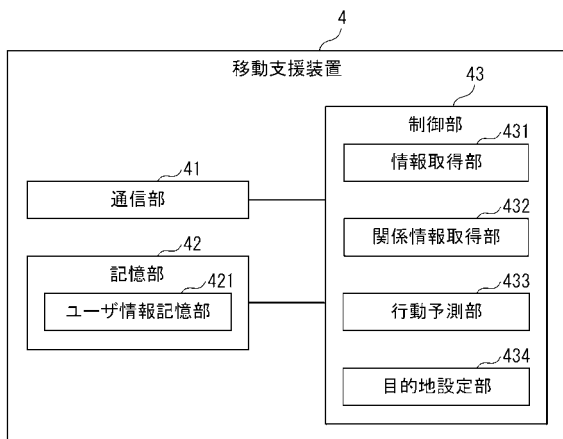 4
移動支援装置
43
制御部
431
情報取得部
41
通信部
432
関係情報取得部
42
記憶部
421
ユーザ情報記憶部
433
行動予測部
434
目的地設定部